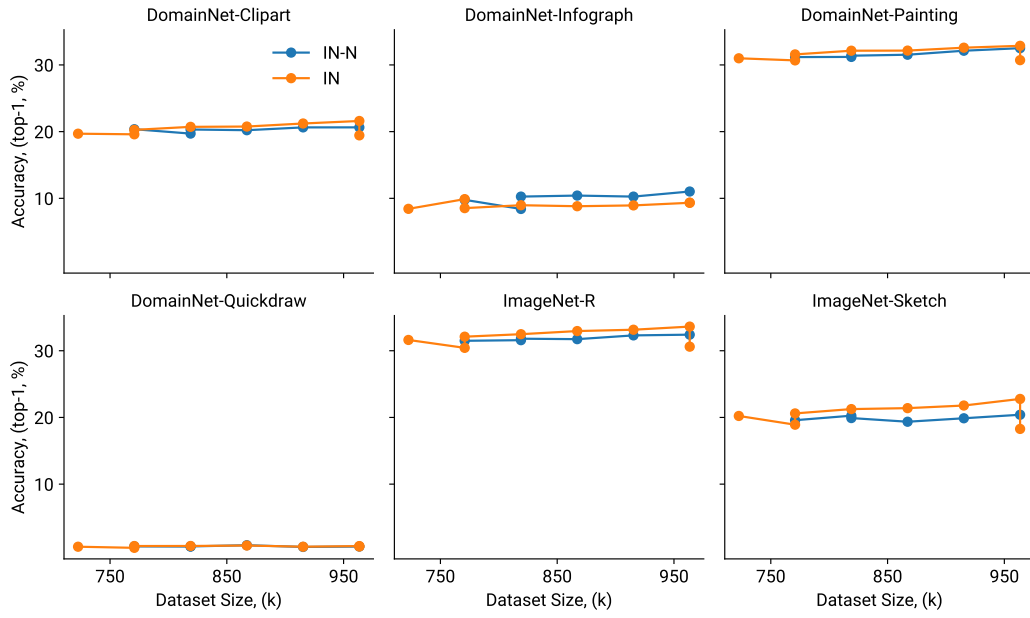 DomainNet-Clipart
DomainNet-Infograph
DomainNet-Painting
Accuracy, (top-1, %)
30
20
10
IN-N
IN
DomainNet-Quickdraw
ImageNet-R
ImageNet-Sketch
Accuracy, (top-1, %)
30
20
10
750 850 950
750 850 950
750 850 950
Dataset Size, (k)
Dataset Size, (k)
Dataset Size, (k)